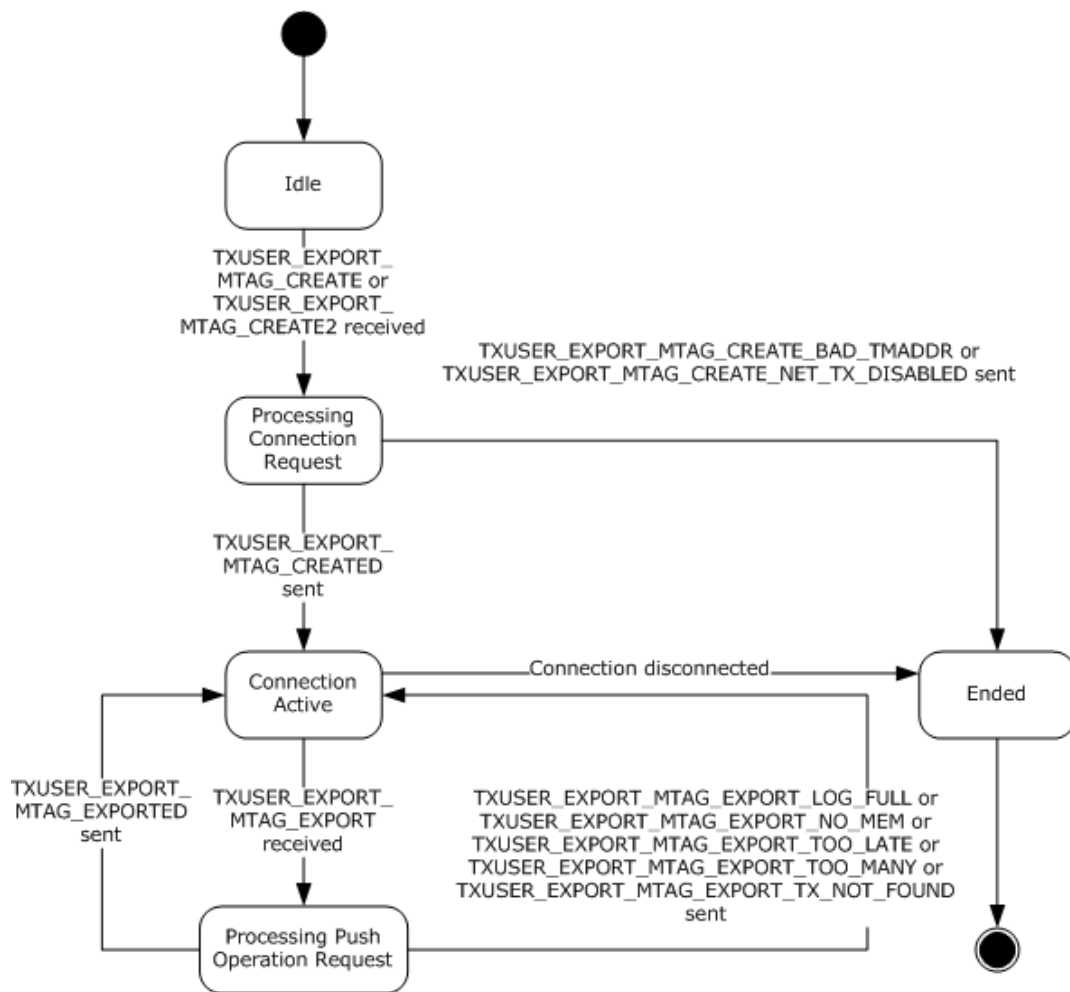 Idle
TXUSER_EXPORT_
MTAG_CREATE or
TXUSER_EXPORT_
MTAG_CREATE2 received
TXUSER_EXPORT_MTAG_CREATE_BAD_TMADDR or
TXUSER_EXPORT_MTAG_CREATE_NET_TX_DISABLED sent
Processing
Connection
Request
TXUSER_EXPORT_
MTAG_CREATED
sent
Connection
Active
Connection disconnected
Ended
TXUSER_EXPORT_
MTAG_EXPORTED
sent
TXUSER_EXPORT_
MTAG_EXPORT
received
TXUSER_EXPORT_MTAG_EXPORT_LOG_FULL or
TXUSER_EXPORT_MTAG_EXPORT_NO_MEM or
TXUSER_EXPORT_MTAG_EXPORT_TOO_LATE or
TXUSER_EXPORT_MTAG_EXPORT_TOO_MANY or
TXUSER_EXPORT_MTAG_EXPORT_TX_NOT_FOUND
sent
Processing Push
Operation Request